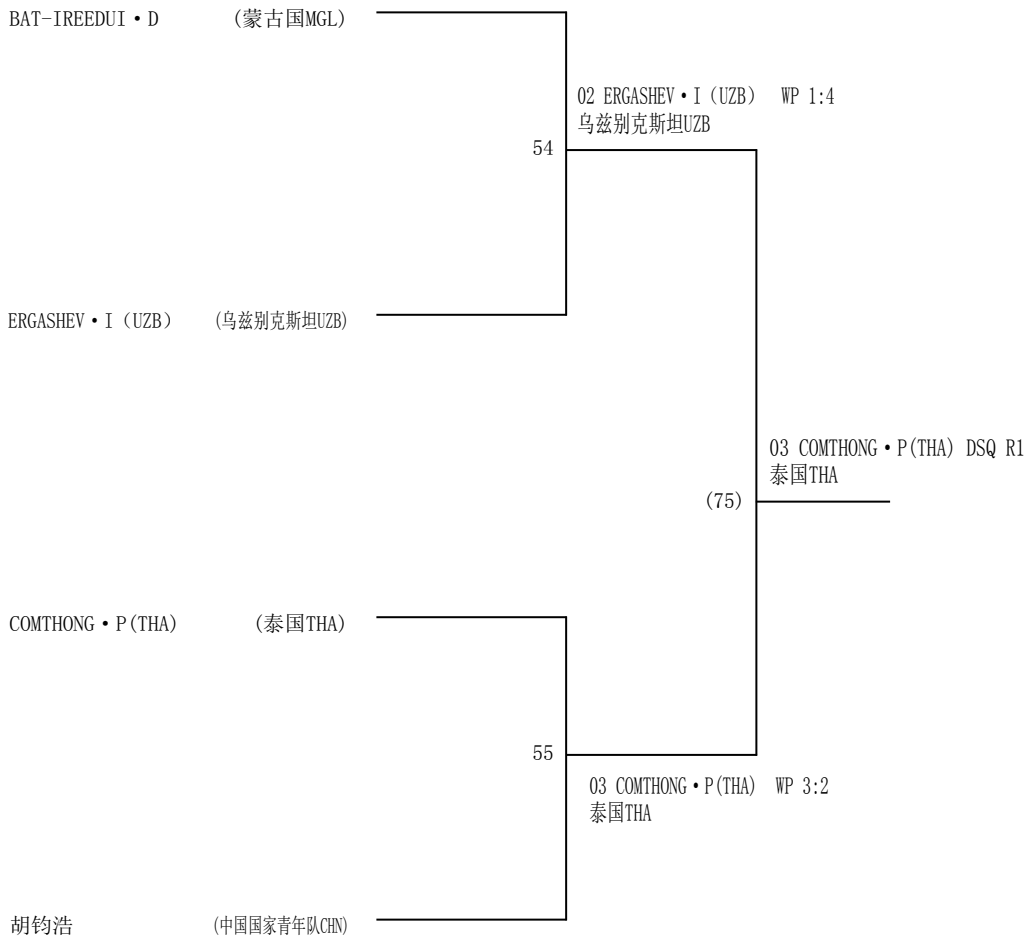 BAT-IREEDUI•D (蒙古国MGL)
02 ERGASHEV•I（UZB） WP 1:4
乌兹别克斯坦UZB
54
ERGASHEV•I（UZB） (乌兹别克斯坦UZB)
03 COMTHONG•P(THA) DSQ R1
泰国THA
(75)
COMTHONG•P(THA) (泰国THA)
55
03 COMTHONG•P(THA) WP 3:2
泰国THA
胡钧浩 (中国国家青年队CHN)